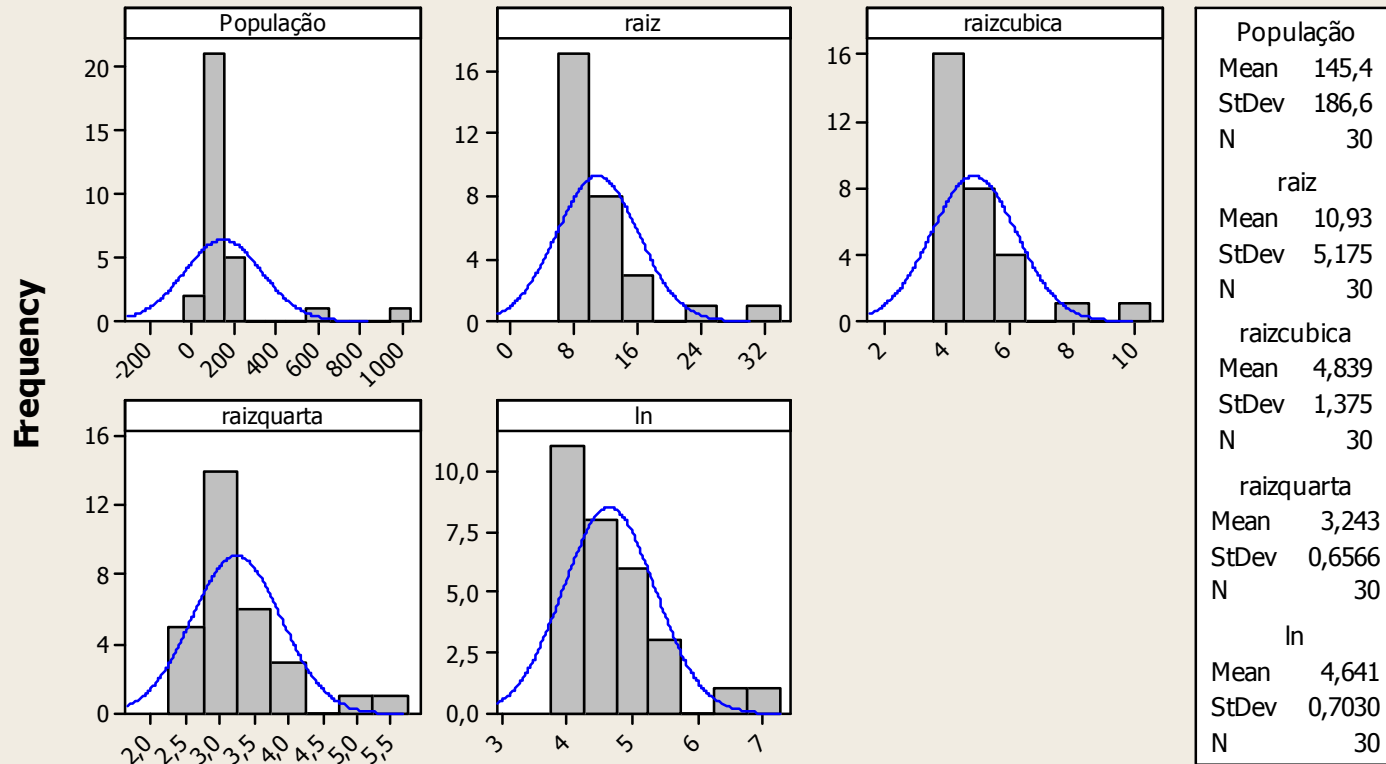 Frequency
População
20
15
10
5
0
-200 0 200 400 600 800 1000
raiz
16
12
8
4
0
0 8 16 24 32
raizcubica
16
12
8
4
0
2 4 6 8 10
raizquarta
16
12
8
4
0
2,0 2,5 3,0 3,5 4,0 4,5 5,0 5,5
ln
10,0
7,5
5,0
2,5
0,0
3 4 5 6 7
População
Mean 145,4
StDev 186,6
N 30
raiz
Mean 10,93
StDev 5,175
N 30
raizcubica
Mean 4,839
StDev 1,375
N 30
raizquarta
Mean 3,243
StDev 0,6566
N 30
ln
Mean 4,641
StDev 0,7030
N 30